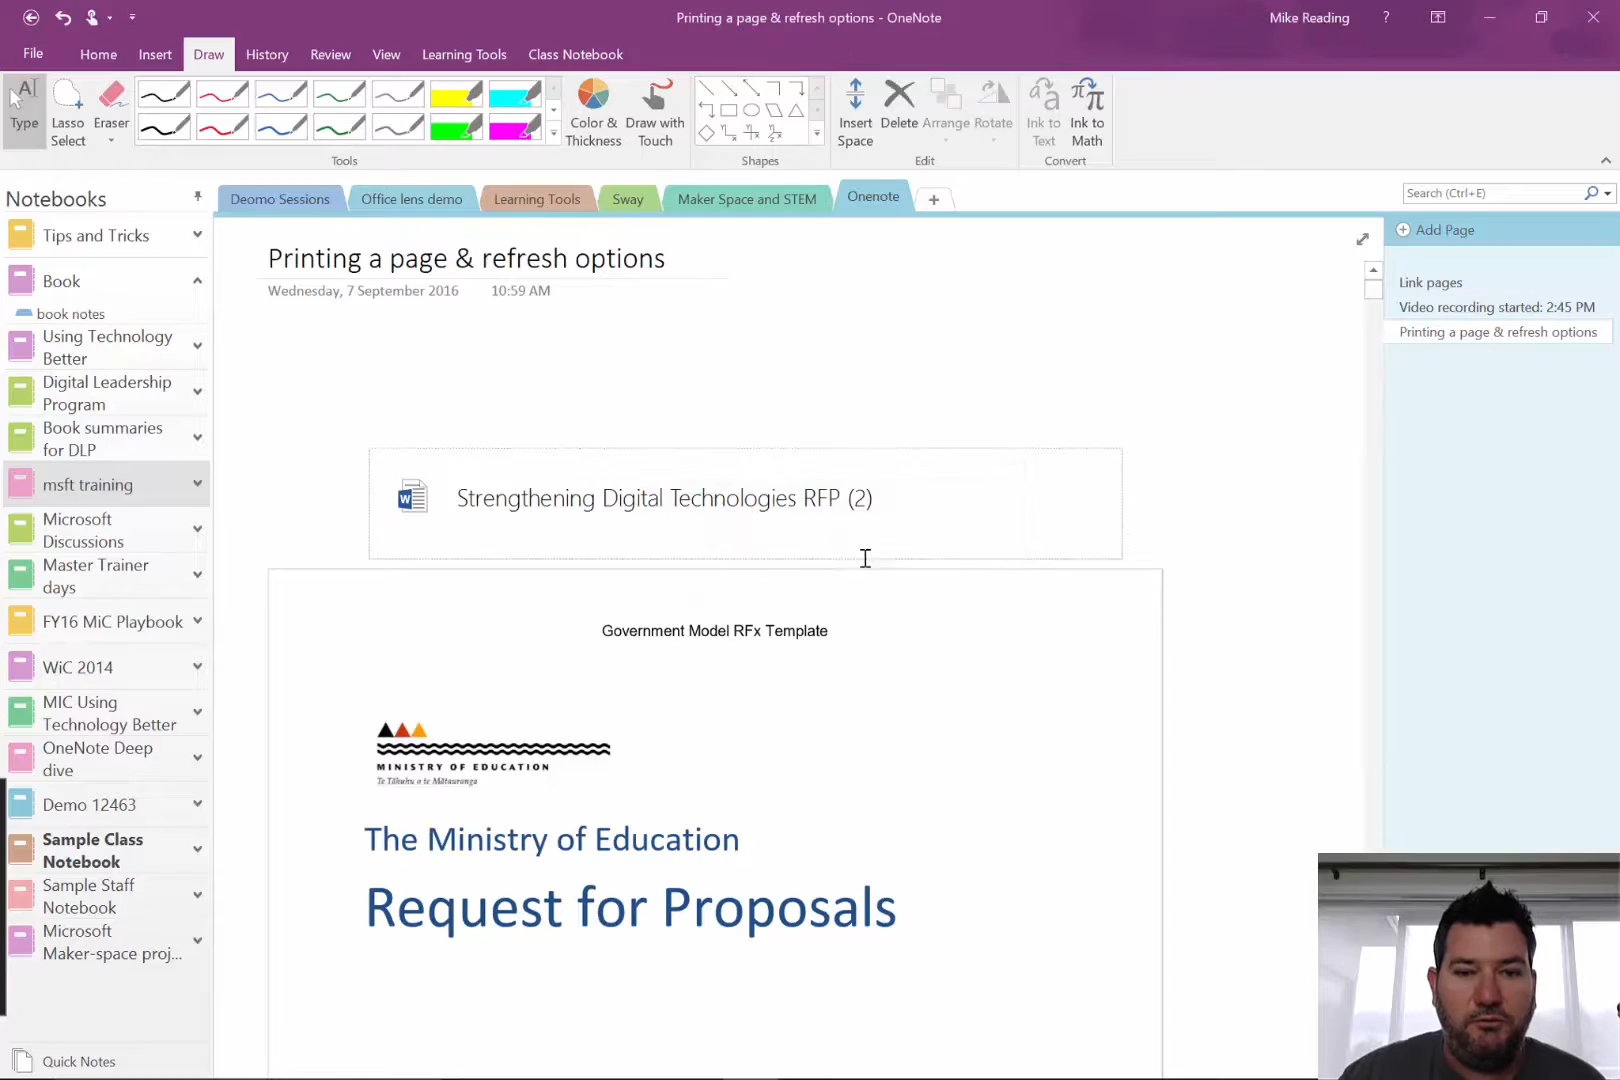 Printing a page & refresh options - OneNote
Mike Reading
?
File
Home
Insert
Draw
History
Review
View
Learning Tools
Class Notebook
Type
Lasso
Select
Eraser
Color &
Thickness
Draw with
Touch
Insert
Space
Delete
Arrange
Rotate
Ink to
Text
Ink to
Math
Tools
Shapes
Edit
Convert
Notebooks
Deomo Sessions
Office lens demo
Learning Tools
Sway
Maker Space and STEM
Onenote
Search (Ctrl+E)
Tips and Tricks
Book
book notes
Using Technology
Better
Digital Leadership
Program
Book summaries
for DLP
msft training
Microsoft
Discussions
Master Trainer
days
FY16 MiC Playbook
WiC 2014
MIC Using
Technology Better
OneNote Deep
dive
Demo 12463
Sample Class
Notebook
Sample Staff
Notebook
Microsoft
Maker-space proj...
Quick Notes
Printing a page & refresh options
Wednesday, 7 September 2016
10:59 AM
Strengthening Digital Technologies RFP (2)
Government Model RFx Template
MINISTRY OF EDUCATION
Te Tāhuhu o te Mātauranga
The Ministry of Education
Request for Proposals
Add Page
Link pages
Video recording started: 2:45 PM
Printing a page & refresh options